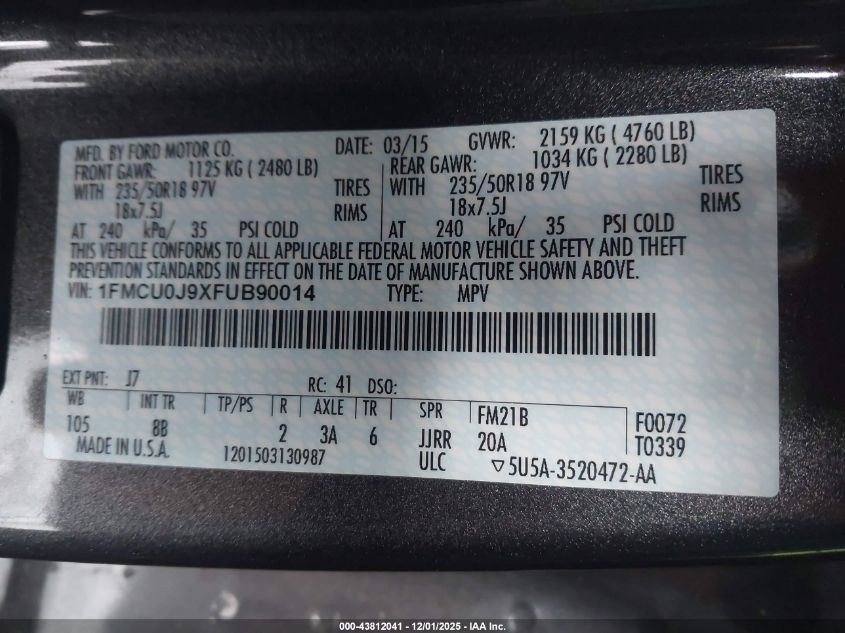 MFD. BY FORD MOTOR CO. DATE: 03/15 GVWR: 2159 KG ( 4760 LB)
FRONT GAWR: 1125 KG ( 2480 LB) REAR GAWR: 1034 KG ( 2280 LB)
WITH 235/50R18 97V TIRES WITH 235/50R18 97V TIRES
18x7.5J RIMS 18x7.5J RIMS
AT 240 kPa/ 35 PSI COLD AT 240 kPa/ 35 PSI COLD
THIS VEHICLE CONFORMS TO ALL APPLICABLE FEDERAL MOTOR VEHICLE SAFETY AND THEFT
PREVENTION STANDARDS IN EFFECT ON THE DATE OF MANUFACTURE SHOWN ABOVE.
VIN: 1FMCU0J9XFUB90014 TYPE: MPV
EXT PNT: J7 RC: 41 DSO:
WB INT TR TP/PS R AXLE TR SPR FM21B F0072
105 8B 2 3A 6 JJRR 20A T0339
MADE IN U.S.A. 1201503130987 ULC ▽5U5A-3520472-AA
000-43812041 - 12/01/2025 - IAA Inc.